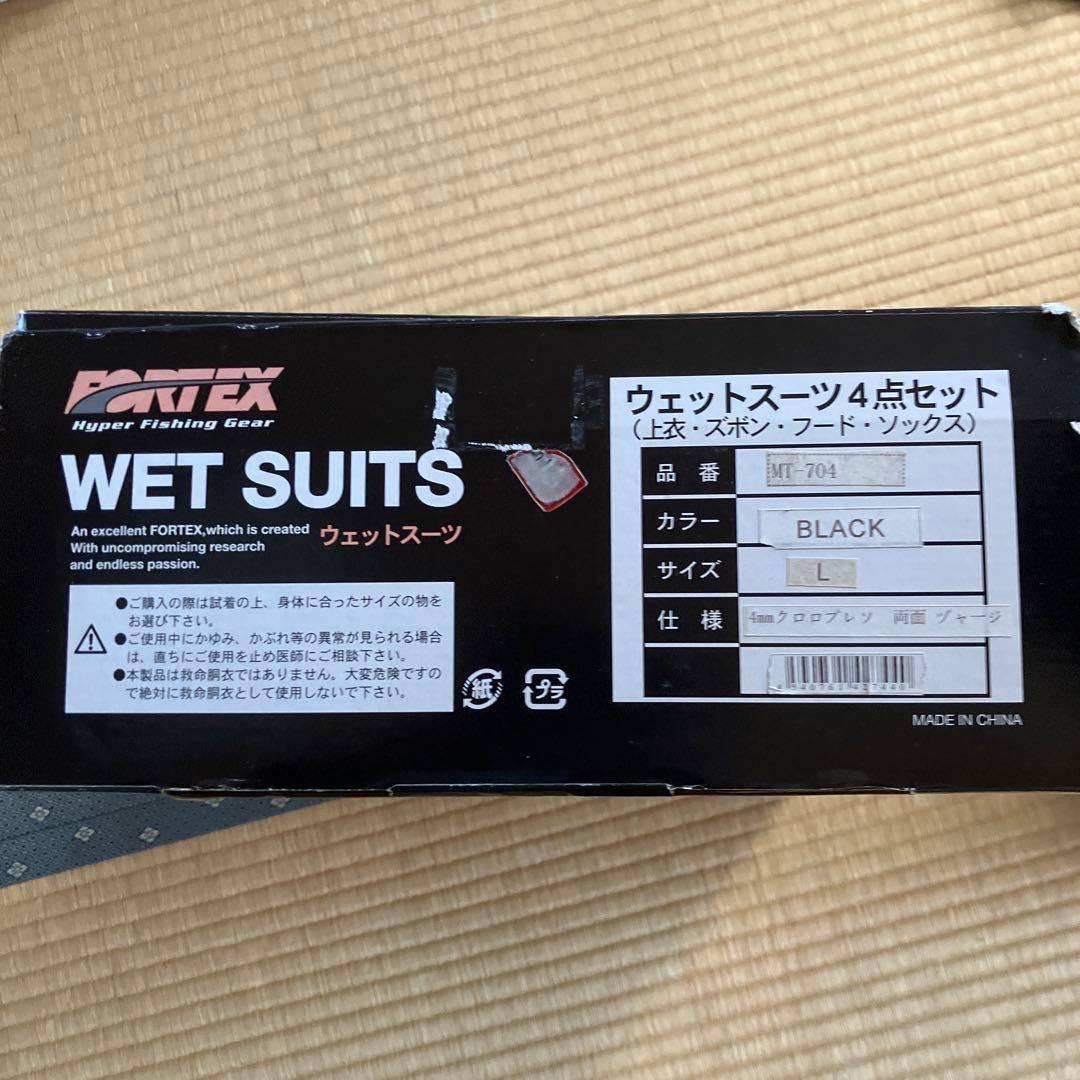 FORTEX
Hyper Fishing Gear
WET SUITS
An excellent FORTEX,which is created
With uncompromising research
and endless passion.
ウェットスーツ
●ご購入の際は試着の上、身体に合ったサイズの物を
お選び下さい。
●ご使用中にかゆみ、かぶれ等の異常が見られる場合
は、直ちにご使用を止め医師にご相談下さい。
●本製品は救命胴衣ではありません。大変危険ですの
で絶対に救命胴衣として使用しないで下さい。
紙
プラ
ウェットスーツ4点セット
(上衣・ズボン・フード・ソックス)
品番 MT-704
カラー BLACK
サイズ L
仕様 4mmクロロプレソ 両面 ヅャージ
MADE IN CHINA